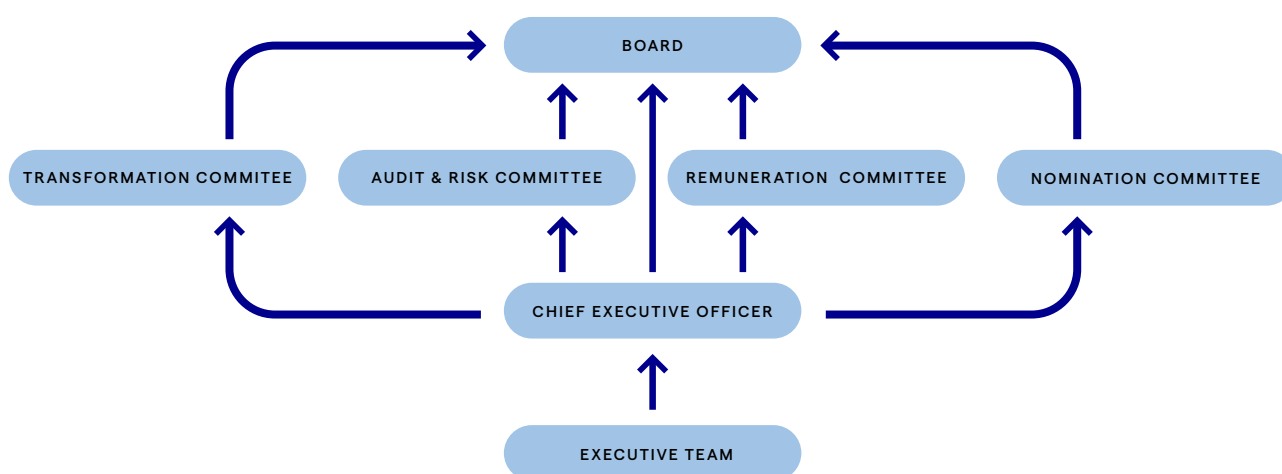 BOARD
TRANSFORMATION COMMITEE
AUDIT & RISK COMMITTEE
REMUNERATION COMMITTEE
NOMINATION COMMITTEE
CHIEF EXECUTIVE OFFICER
EXECUTIVE TEAM